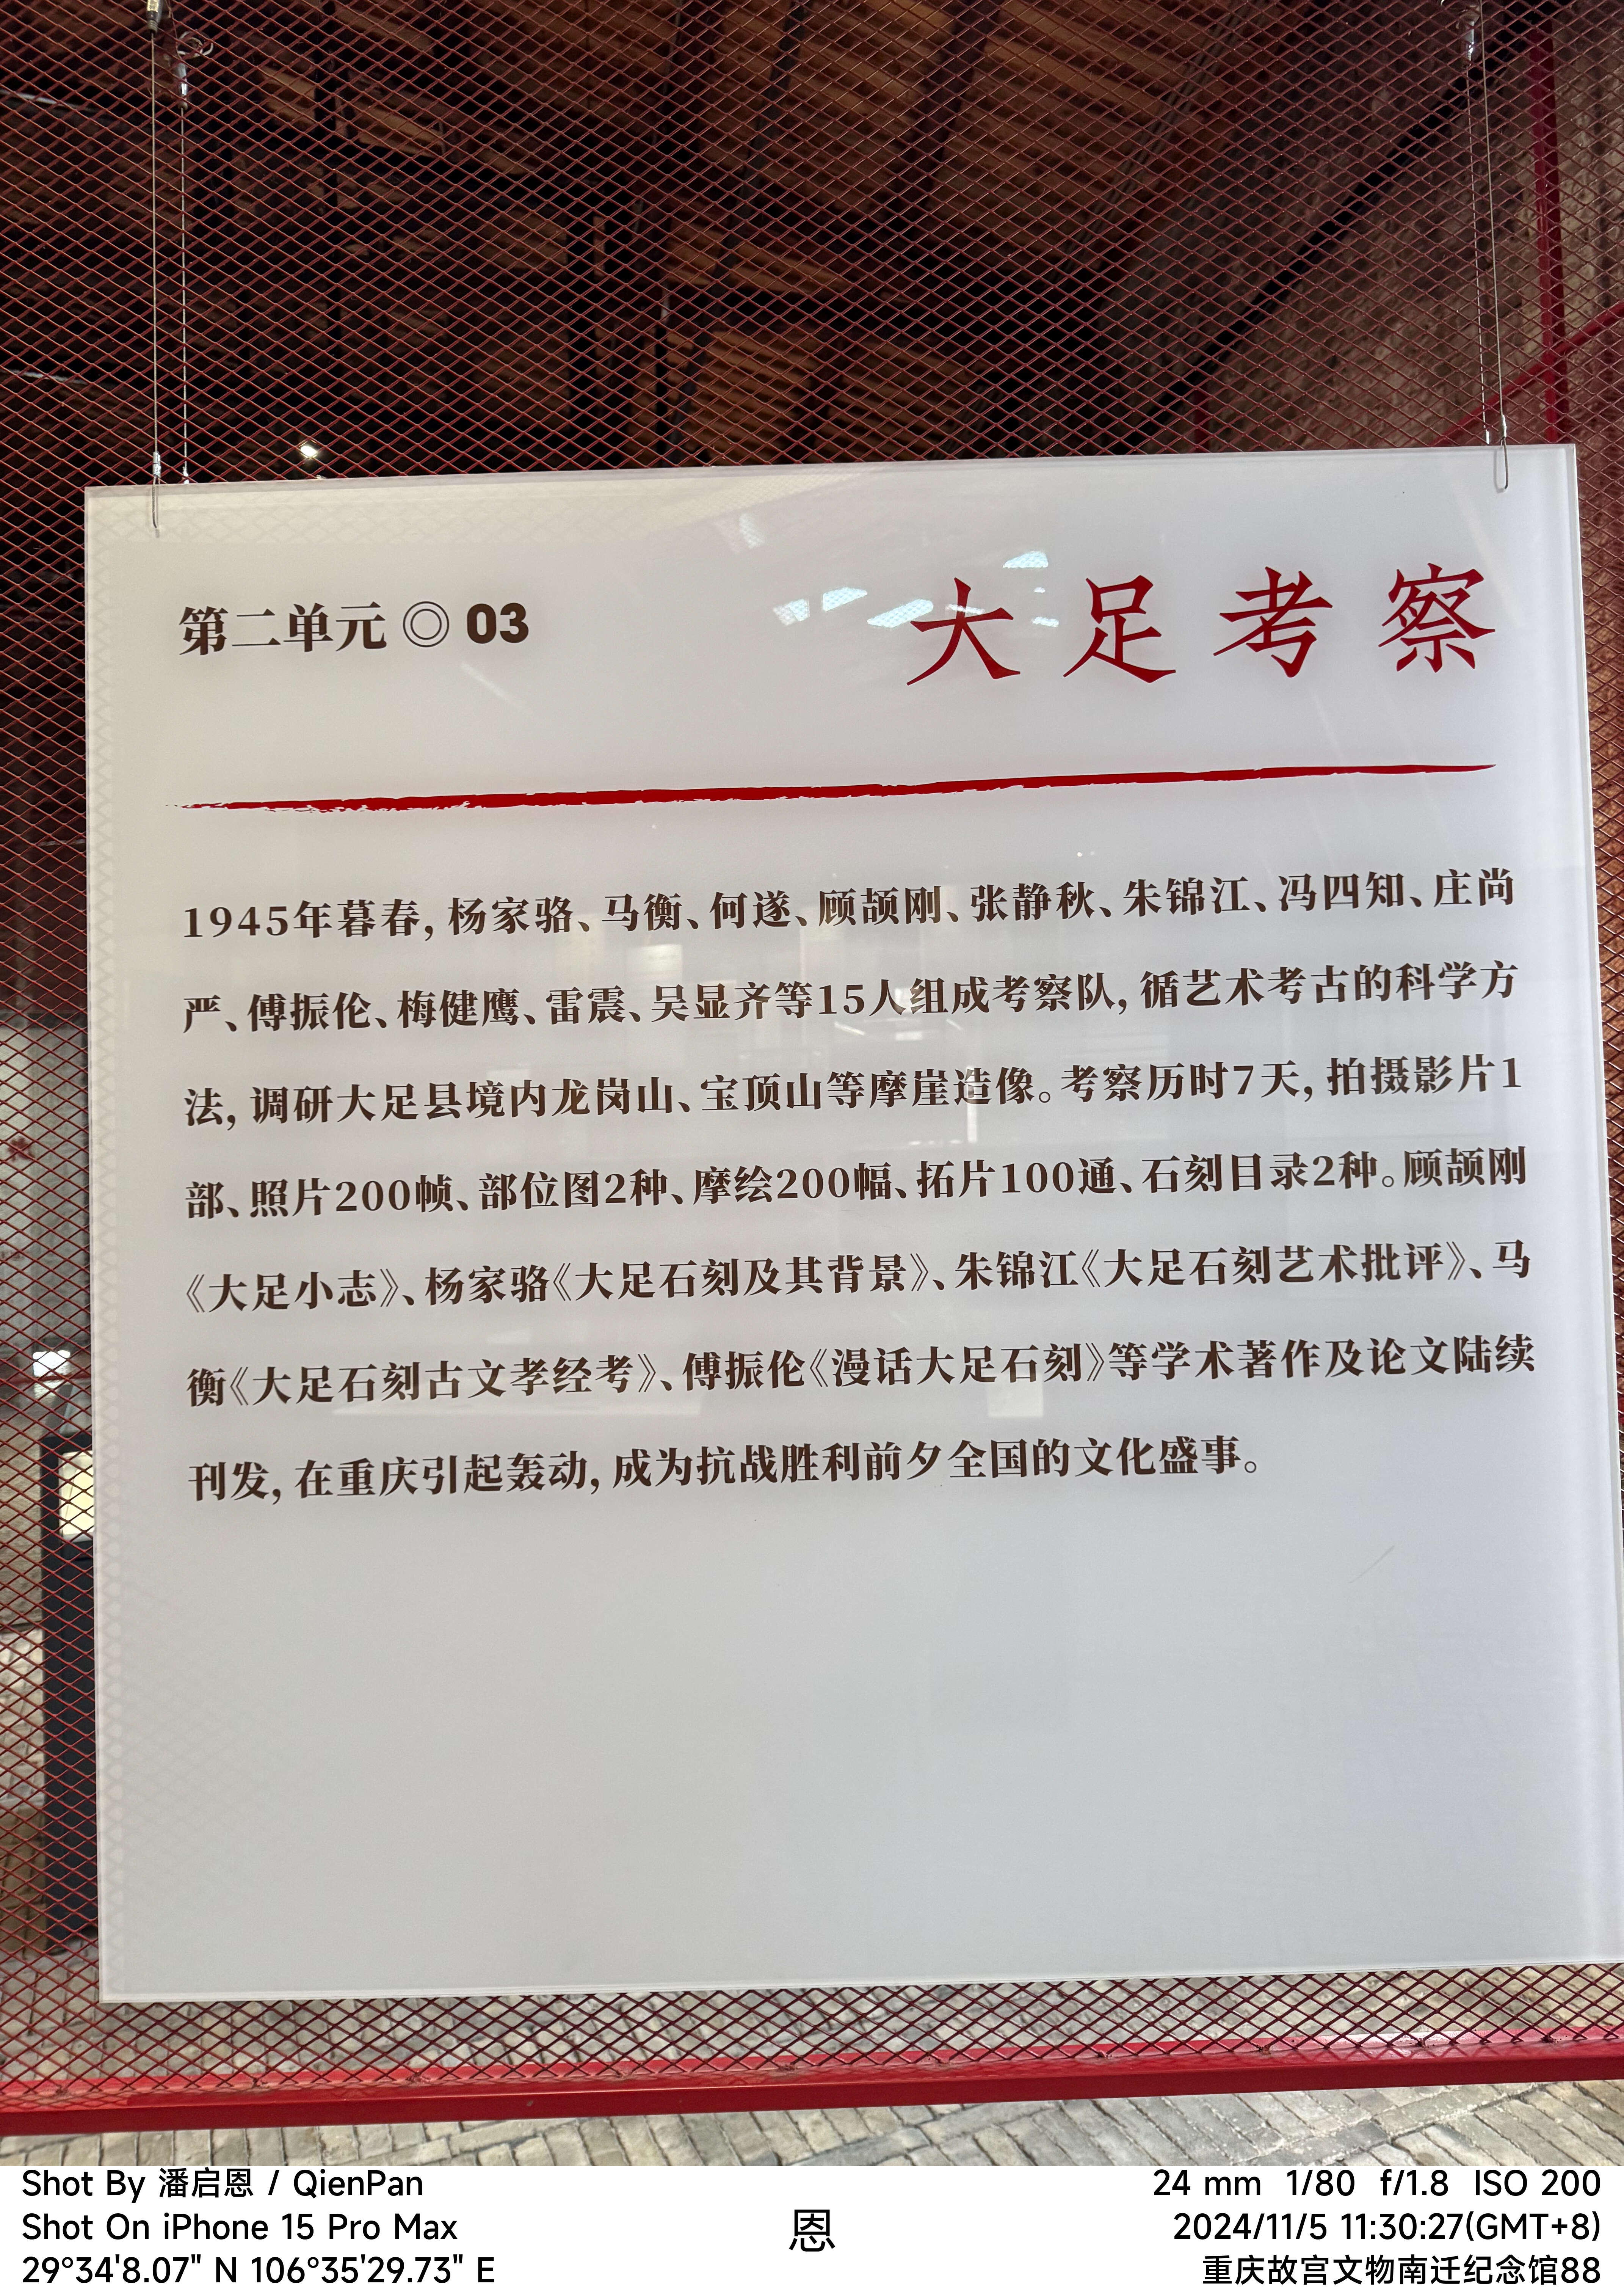 第二单元 ◎ 03
大足考察
1945年暮春，杨家骆、马衡、何遂、顾颉刚、张静秋、朱锦江、冯四知、庄尚
严、傅振伦、梅健鹰、雷震、吴显齐等15人组成考察队，循艺术考古的科学方
法，调研大足县境内龙岗山、宝顶山等摩崖造像。考察历时7天，拍摄影片1
部、照片200帧、部位图2种、摩绘200幅、拓片100通、石刻目录2种。顾颉刚
《大足小志》、杨家骆《大足石刻及其背景》、朱锦江《大足石刻艺术批评》、马
衡《大足石刻古文孝经考》、傅振伦《漫话大足石刻》等学术著作及论文陆续
刊发，在重庆引起轰动，成为抗战胜利前夕全国的文化盛事。
Shot By 潘启恩 / QienPan
Shot On iPhone 15 Pro Max
29°34'8.07" N 106°35'29.73" E
恩
24 mm 1/80 f/1.8 ISO 200
2024/11/5 11:30:27(GMT+8)
重庆故宫文物南迁纪念馆88